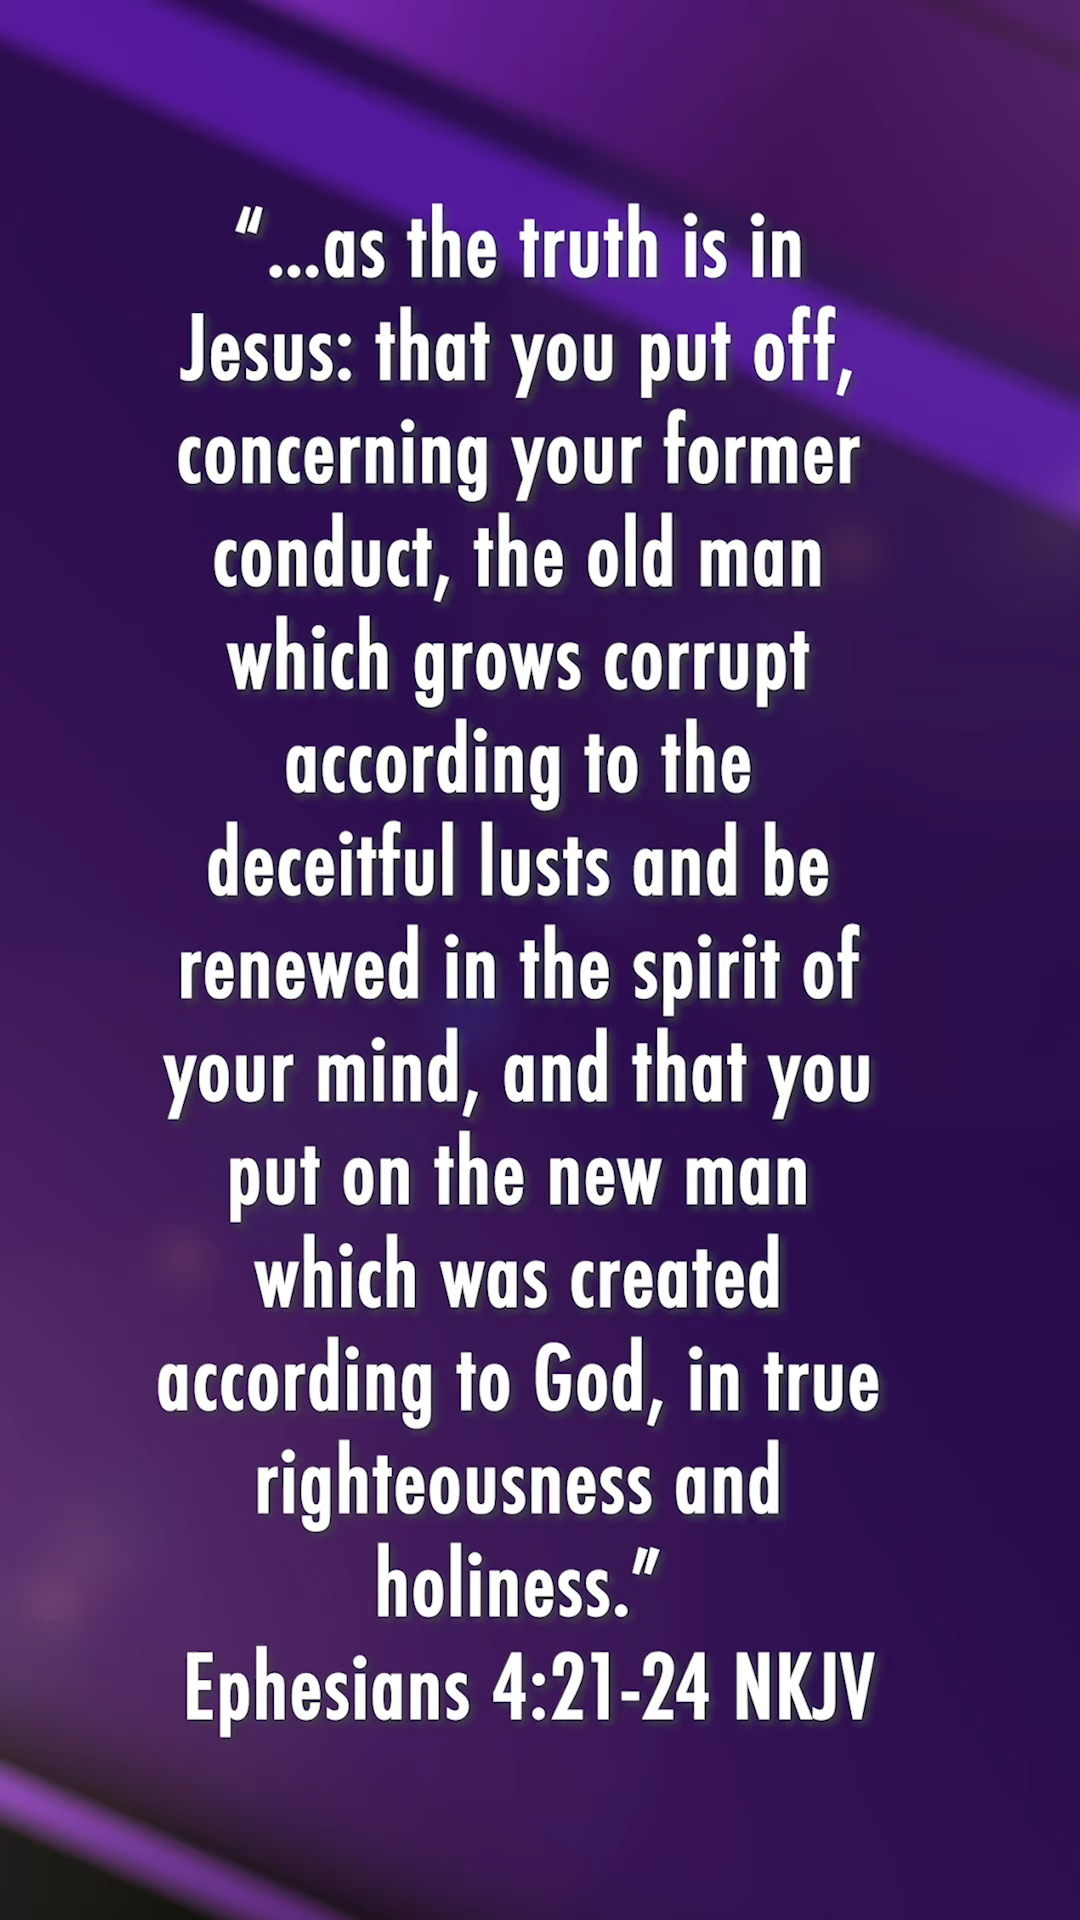 “...as the truth is in
Jesus: that you put off,
concerning your former
conduct, the old man
which grows corrupt
according to the
deceitful lusts and be
renewed in the spirit of
your mind, and that you
put on the new man
which was created
according to God, in true
righteousness and
holiness.”
Ephesians 4:21-24 NKJV